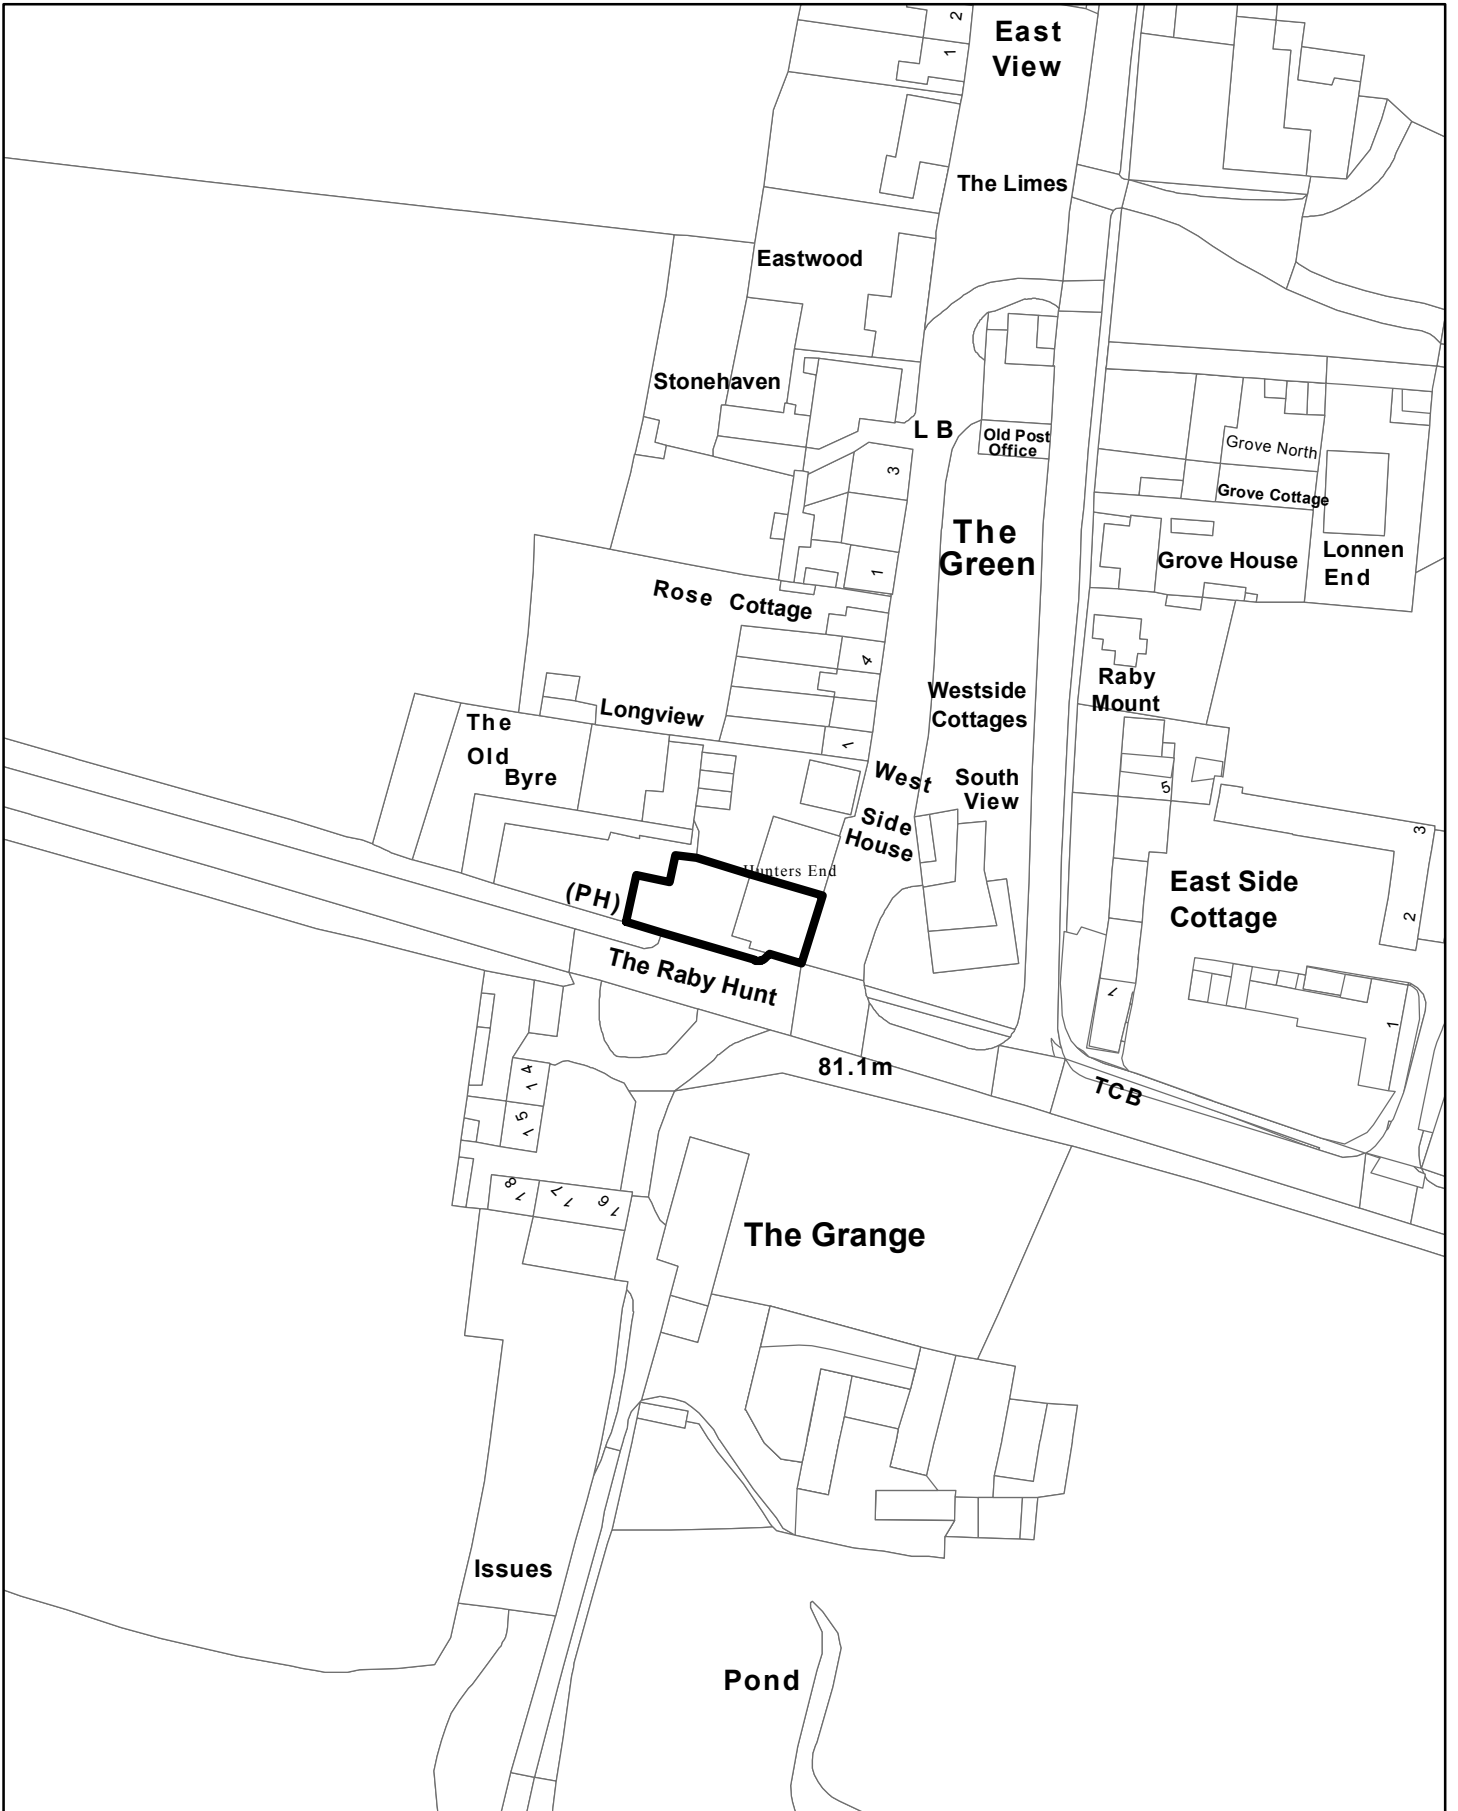 2
East
View
1
The Limes
Eastwood
Stonehaven
L B
Old Post
Office
Grove North
3
Grove Cottage
The
Green
Lonnen
End
Grove House
1
Rose Cottage
4
Raby
Mount
Westside
Cottages
Longview
The
Old
Byre
1
West
Side
House
South
View
5
3
Hunters End
East Side
Cottage
(PH)
2
The Raby Hunt
1
1
81.1m
14
TCB
15
18
17
16
The Grange
Issues
Pond